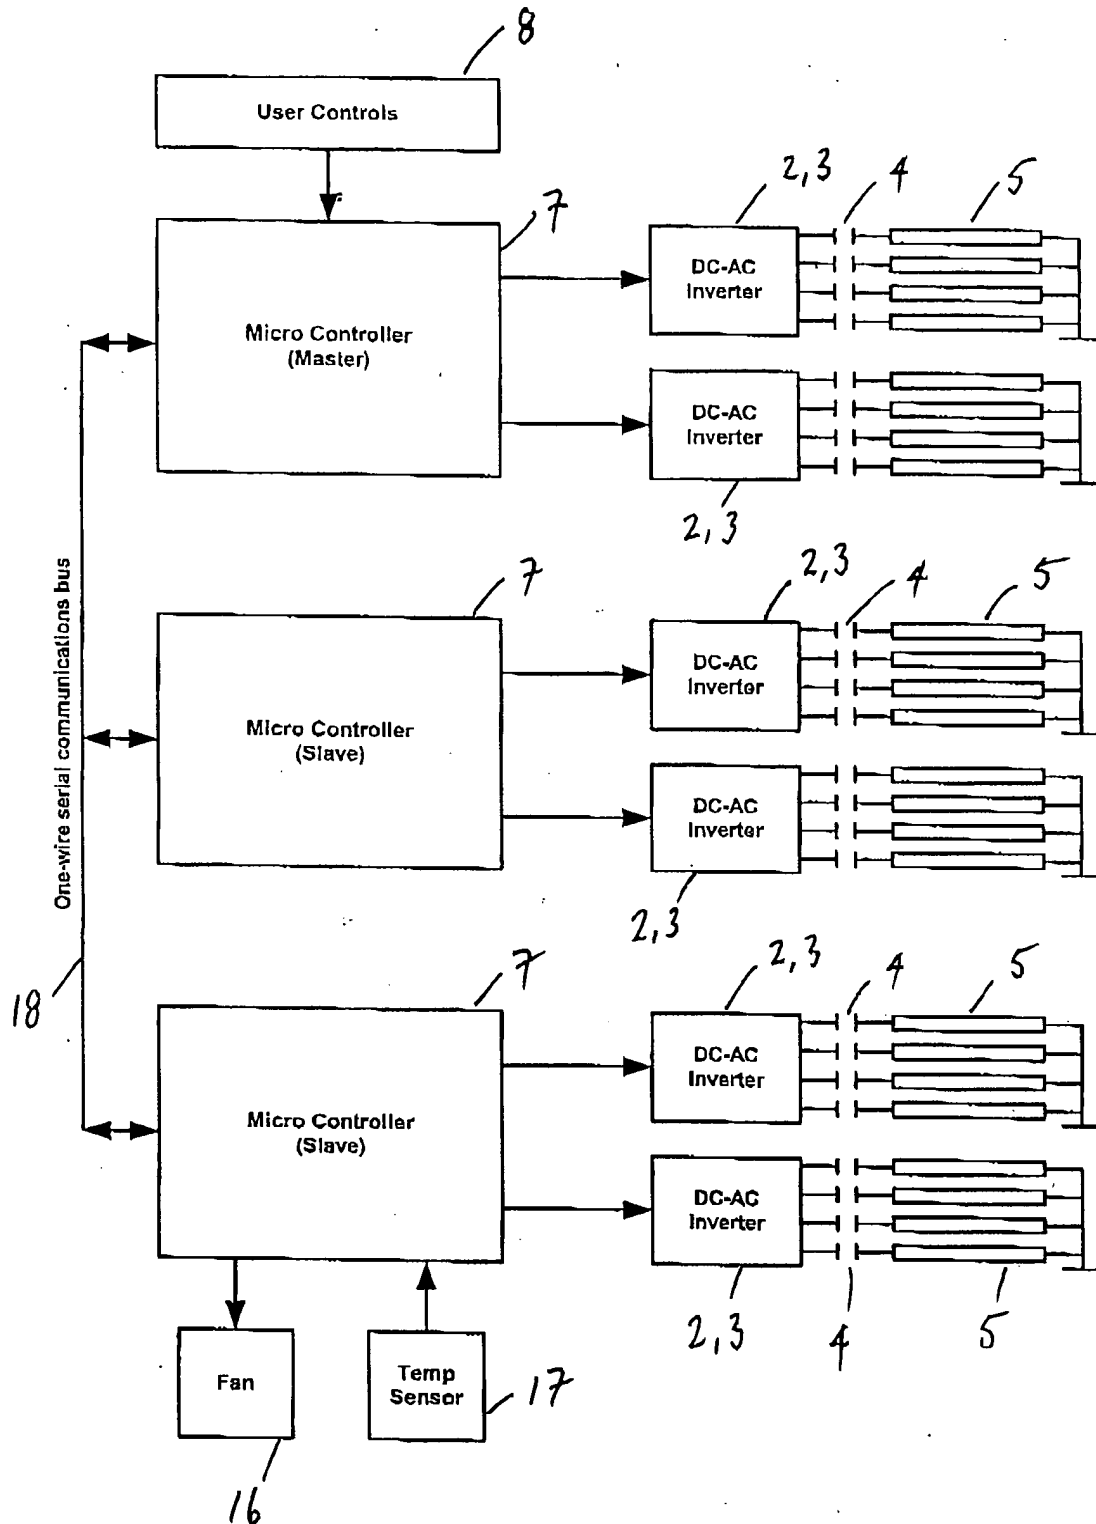 8
User Controls
2,3 4 5
7
DC-AC
Inverter
Micro Controller
(Master)
DC-AC
Inverter
2,3
One-wire serial communications bus
7
2,3 4 5
DC-AC
Inverter
Micro Controller
(Slave)
DC-AC
Inverter
2,3
7
2,3 4 5
18
DC-AC
Inverter
Micro Controller
(Slave)
DC-AC
Inverter
2,3 4 5
Fan
Temp
Sensor
17
16